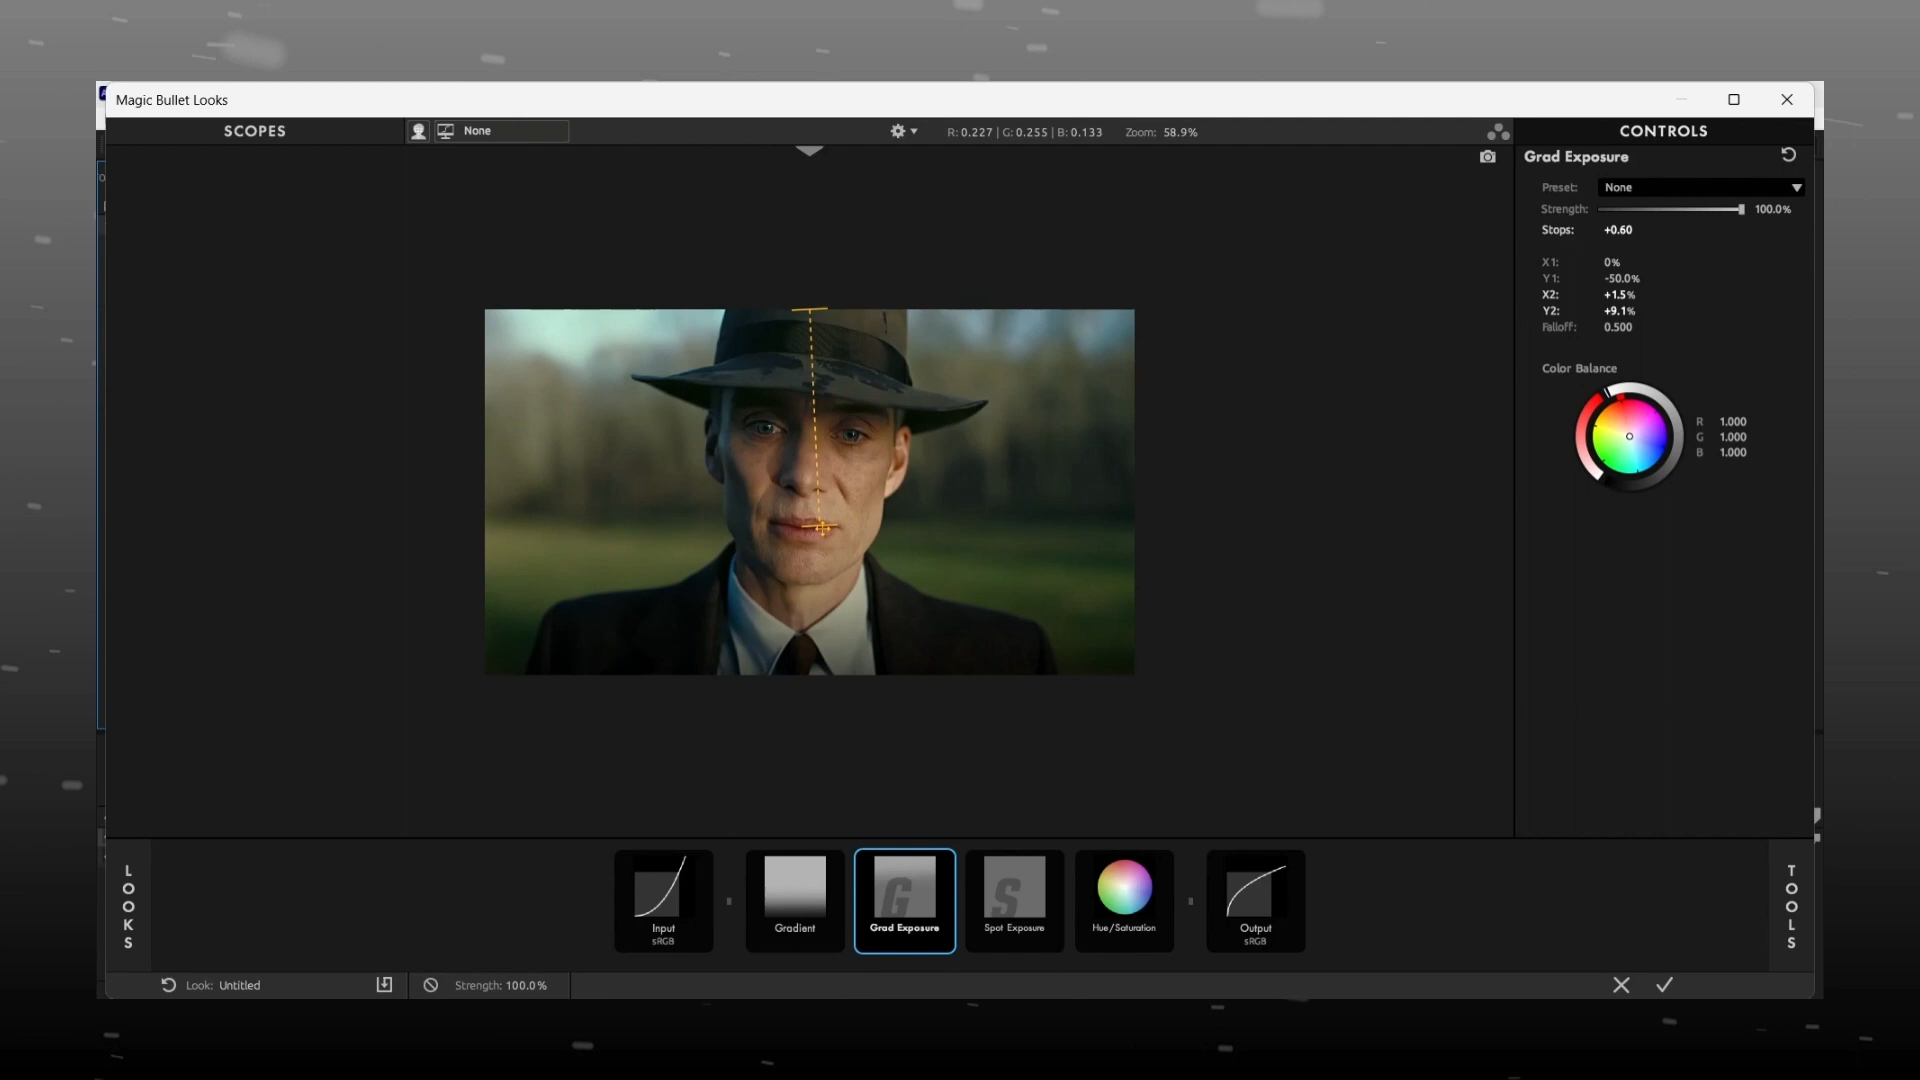 Magic Bullet Looks
SCOPES
None
R: 0.227 | G: 0.255 | B: 0.133
Zoom: 58.9%
CONTROLS
Grad Exposure
Preset: None
Strength: 100.0%
Stops: +0.60
X1: 0%
Y1: -50.0%
X2: +1.5%
Y2: +9.1%
Falloff: 0.500
Color Balance
R 1.000
G 1.000
B 1.000
LOOKS
Input
sRGB
Gradient
G
Grad Exposure
S
Spot Exposure
Hue/Saturation
Output
sRGB
TOOLS
Look: Untitled
Strength: 100.0%